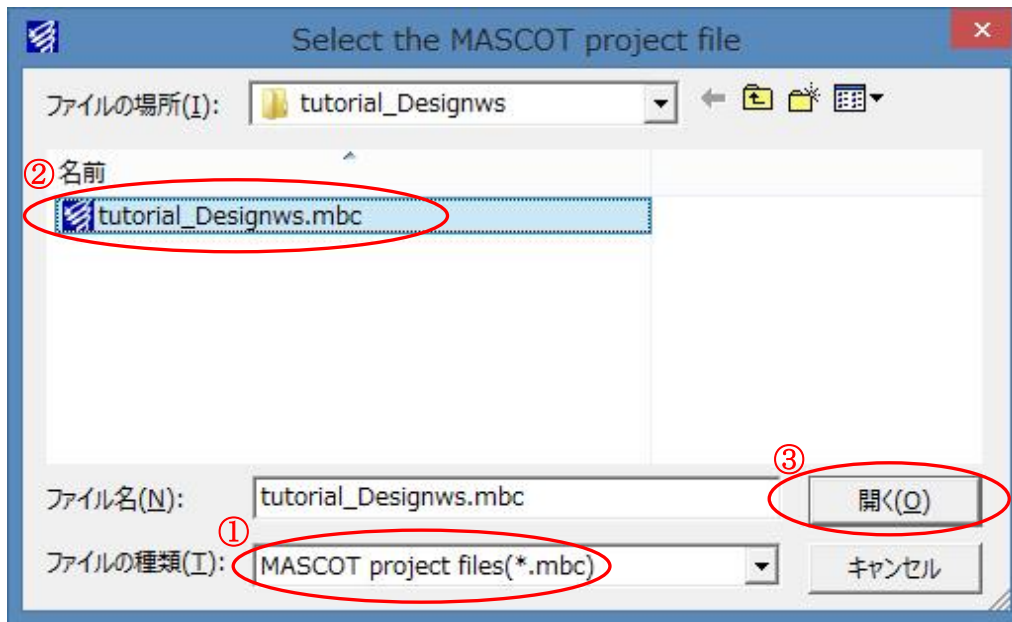 Select the MASCOT project file
ファイルの場所(I): tutorial_Designws
②名前
tutorial_Designws.mbc
③
ファイル名(N): tutorial_Designws.mbc 開く(O)
①
ファイルの種類(T): MASCOT project files(*.mbc) キャンセル